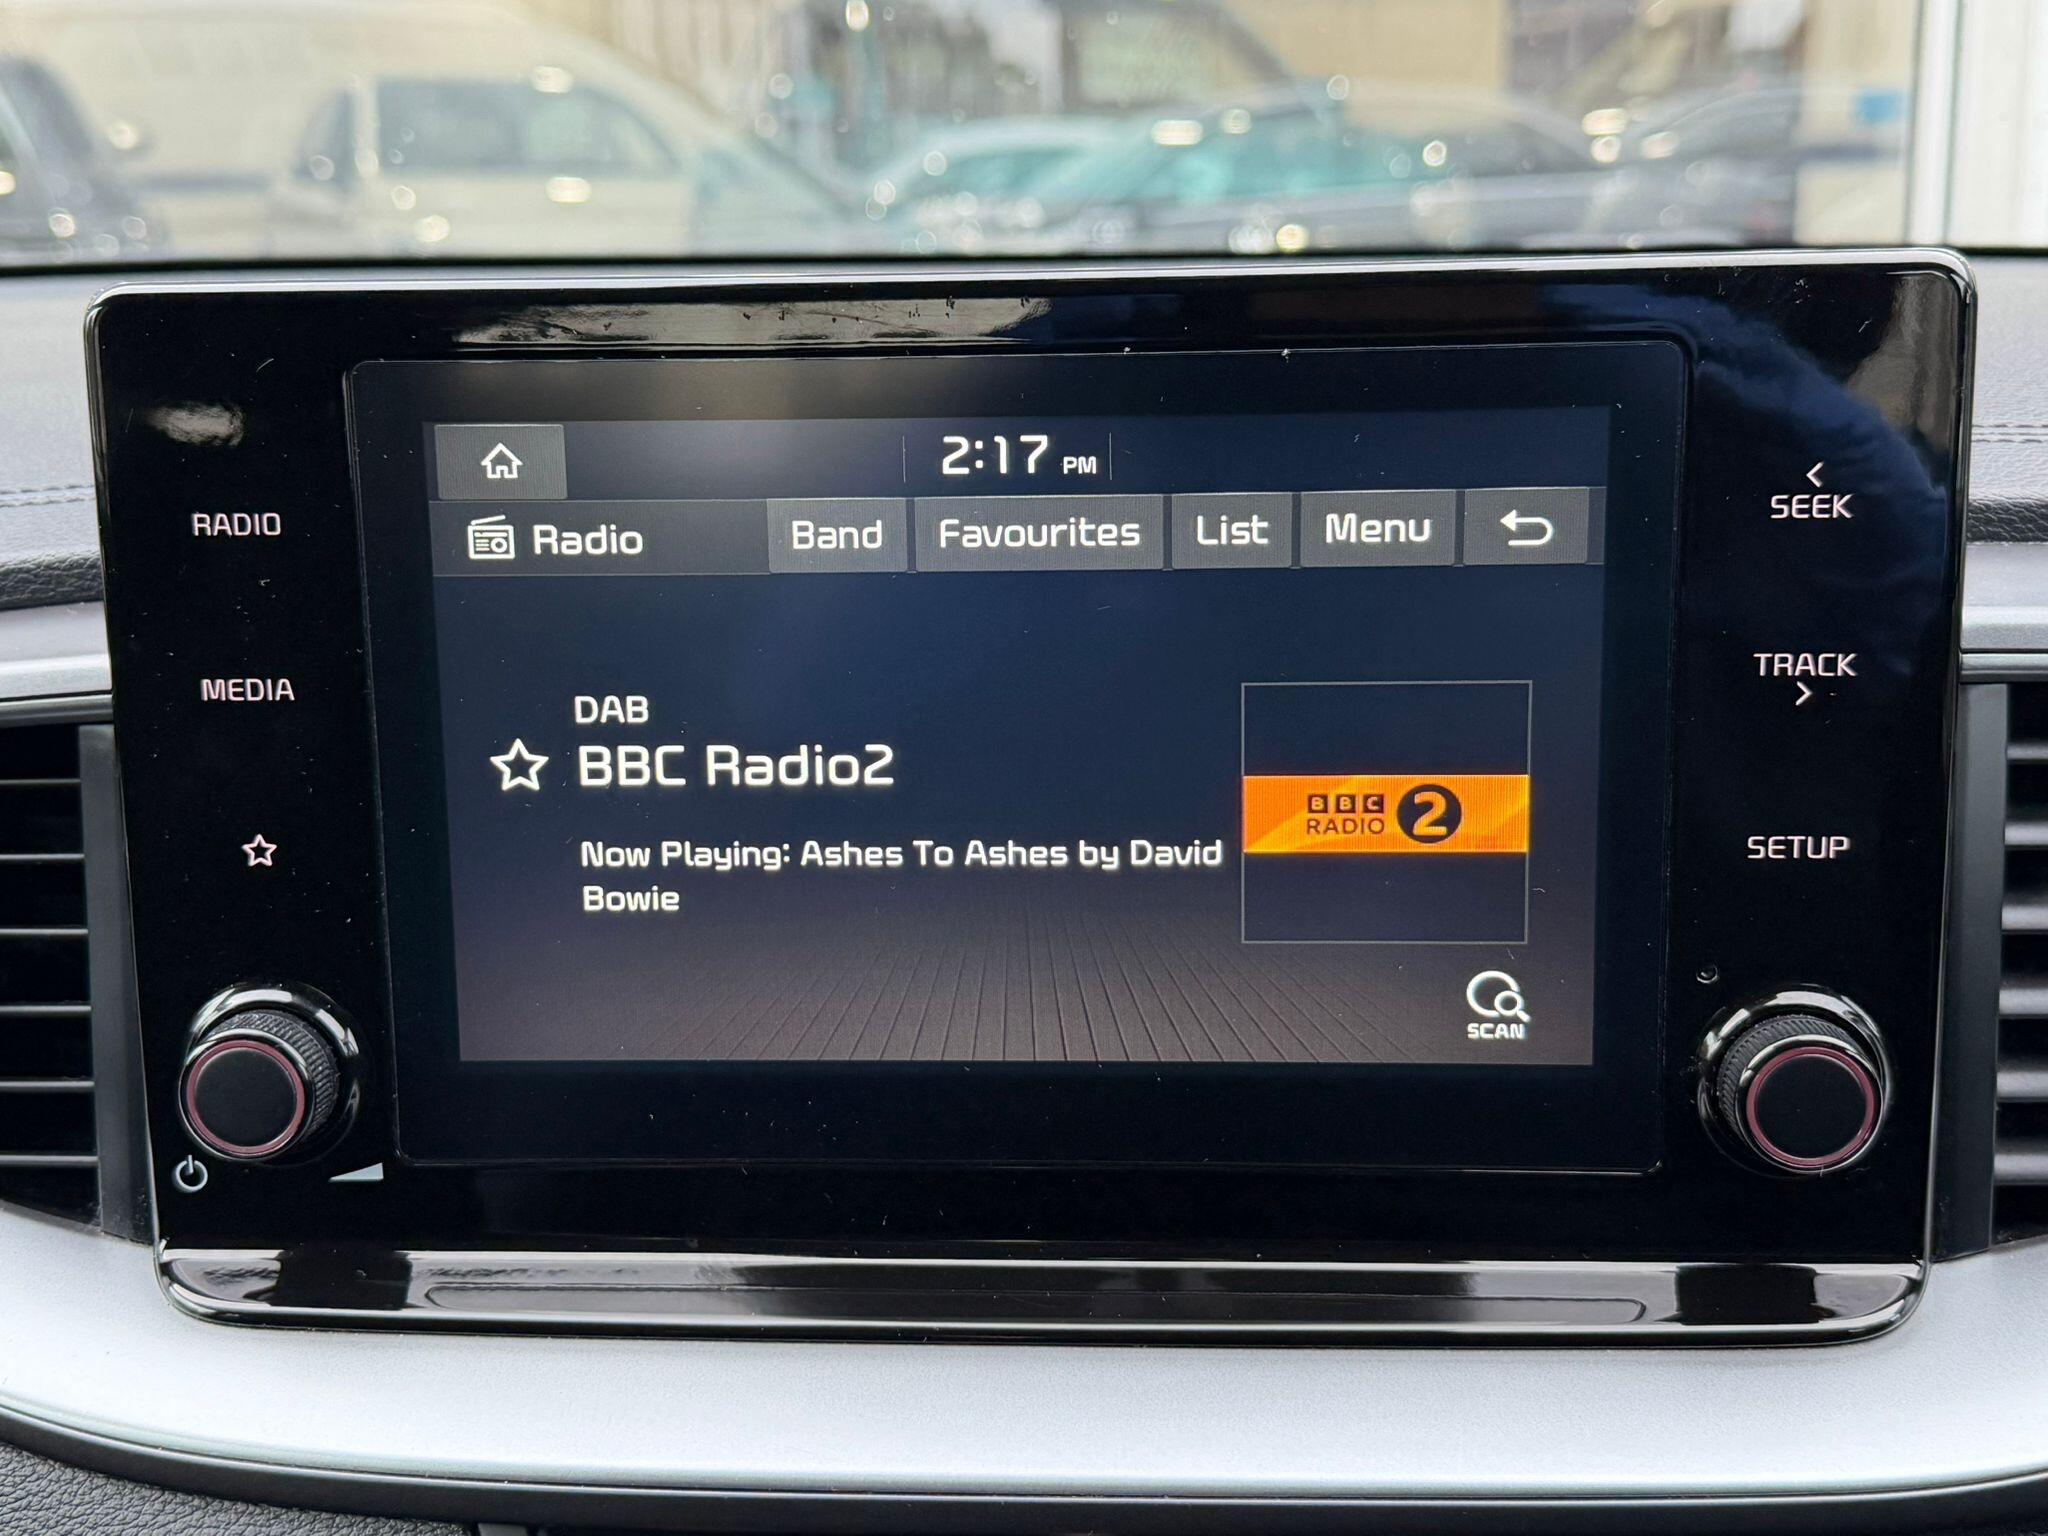 2:17 PM
Radio
Band
Favourites
List
Menu
RADIO
MEDIA
DAB
BBC Radio2
Now Playing: Ashes To Ashes by David
Bowie
BBC
RADIO 2
SCAN
SEEK
TRACK
SETUP